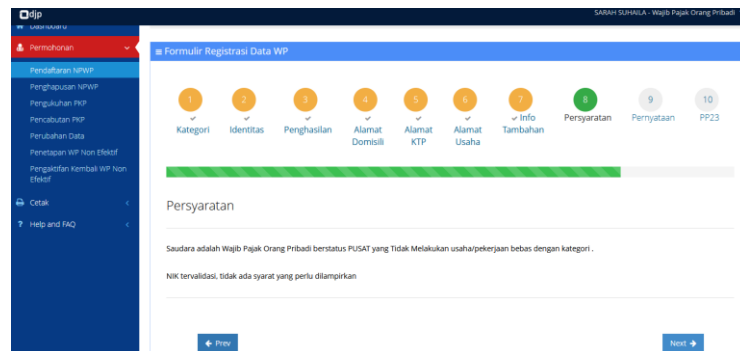 djp
SARAH SUHAILA - Wajib Pajak Orang Pribadi
Dashboard
Permohonan
Pendaftaran NPWP
Penghapusan NPWP
Pengukuhan PKP
Pencabutan PKP
Perubahan Data
Penetapan WP Non Efektif
Pengaktifan Kembali WP Non
Efektif
Cetak
Help and FAQ
Formulir Registrasi Data WP
1
Kategori
2
Identitas
3
Penghasilan
4
Alamat
Domisili
5
Alamat
KTP
6
Alamat
Usaha
7
Info
Tambahan
8
Persyaratan
9
Pernyataan
10
PP23
Persyaratan
Saudara adalah Wajib Pajak Orang Pribadi berstatus PUSAT yang Tidak Melakukan usaha/pekerjaan bebas dengan kategori .
NIK tervalidasi, tidak ada syarat yang perlu dilampirkan
Prev
Next